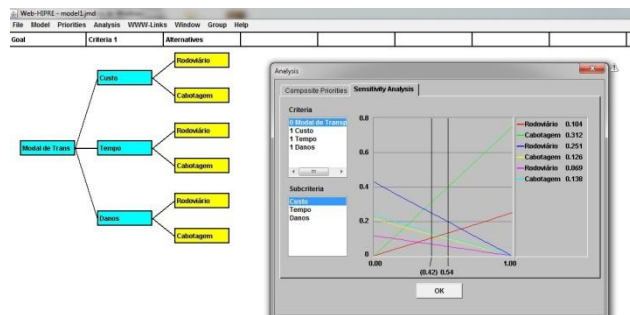 Web-HIPRE - model1.jmd
File Model Priorities Analysis WWW-Links Window Group Help
Goal Criteria 1 Alternatives
Rodoviário
Custo
Cabotagem
Rodoviário
Modal de Trans
Tempo
Cabotagem
Rodoviário
Danos
Cabotagem
Analysis
Composite Priorities Sensitivity Analysis
Criteria
0 Modal de Transp
1 Custo
1 Tempo
1 Danos
Subcriteria
Custo
Tempo
Danos
0.8
0.6
0.4
0.2
0
0.00 1.00
(0.42) 0.54
Rodoviário 0.104
Cabotagem 0.312
Rodoviário 0.251
Cabotagem 0.126
Rodoviário 0.069
Cabotagem 0.138
OK